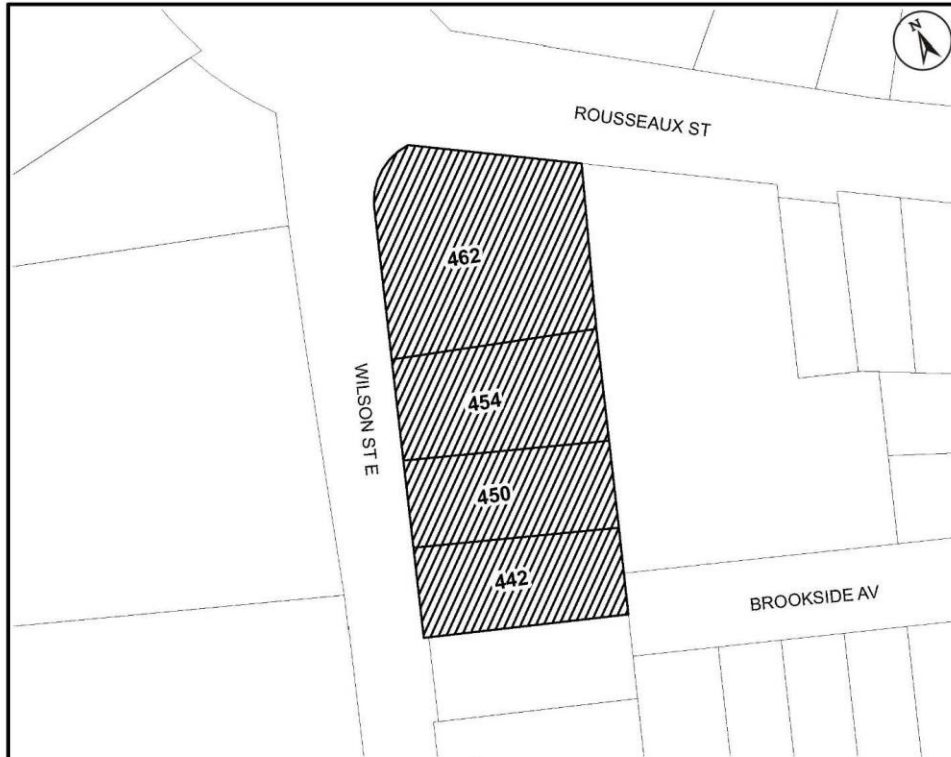 N
ROUSSEAUX ST
462
454
WILSON ST E
450
442
BROOKSIDE AV